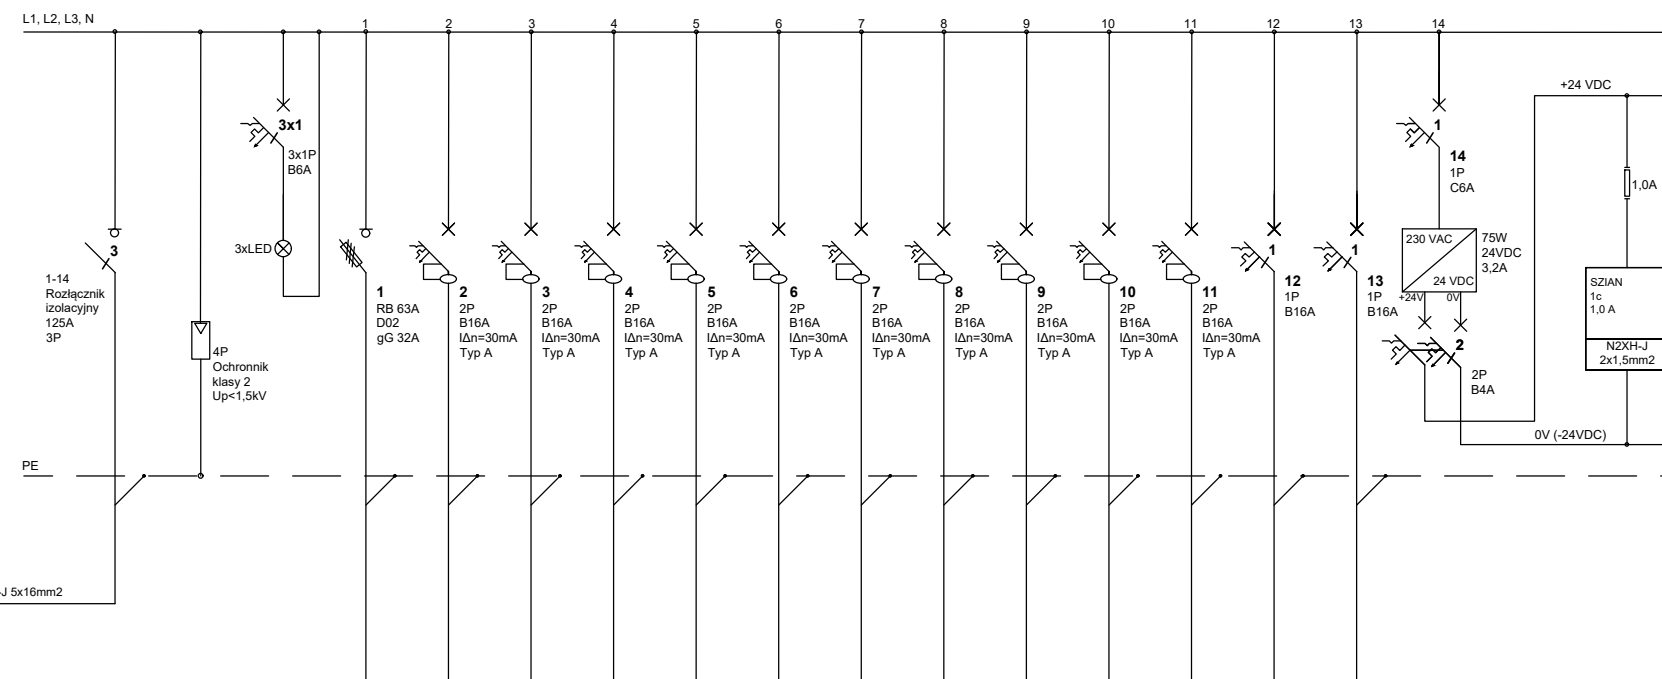 L1, L2, L3, N
1
2
3
4
5
6
7
8
9
10
11
12
13
14
+24 VDC
3x1
3x1P
B6A
3xLED
3
1-14
Rozłącznik
izolacyjny
125A
3P
4P
Ochronnik
klasy 2
Up<1,5kV
1
RB 63A
D02
gG 32A
2
2P
B16A
IΔn=30mA
Typ A
3
2P
B16A
IΔn=30mA
Typ A
4
2P
B16A
IΔn=30mA
Typ A
5
2P
B16A
IΔn=30mA
Typ A
6
2P
B16A
IΔn=30mA
Typ A
7
2P
B16A
IΔn=30mA
Typ A
8
2P
B16A
IΔn=30mA
Typ A
9
2P
B16A
IΔn=30mA
Typ A
10
2P
B16A
IΔn=30mA
Typ A
11
2P
B16A
IΔn=30mA
Typ A
1
12
1P
B16A
1
13
1P
B16A
1
14
1P
C6A
230 VAC
24 VDC
75W
24VDC
3,2A
+24V
0V
2
2P
B4A
1,0A
SZIAN
1c
1,0 A
N2XH-J
2x1,5mm2
0V (-24VDC)
PE
-J 5x16mm2